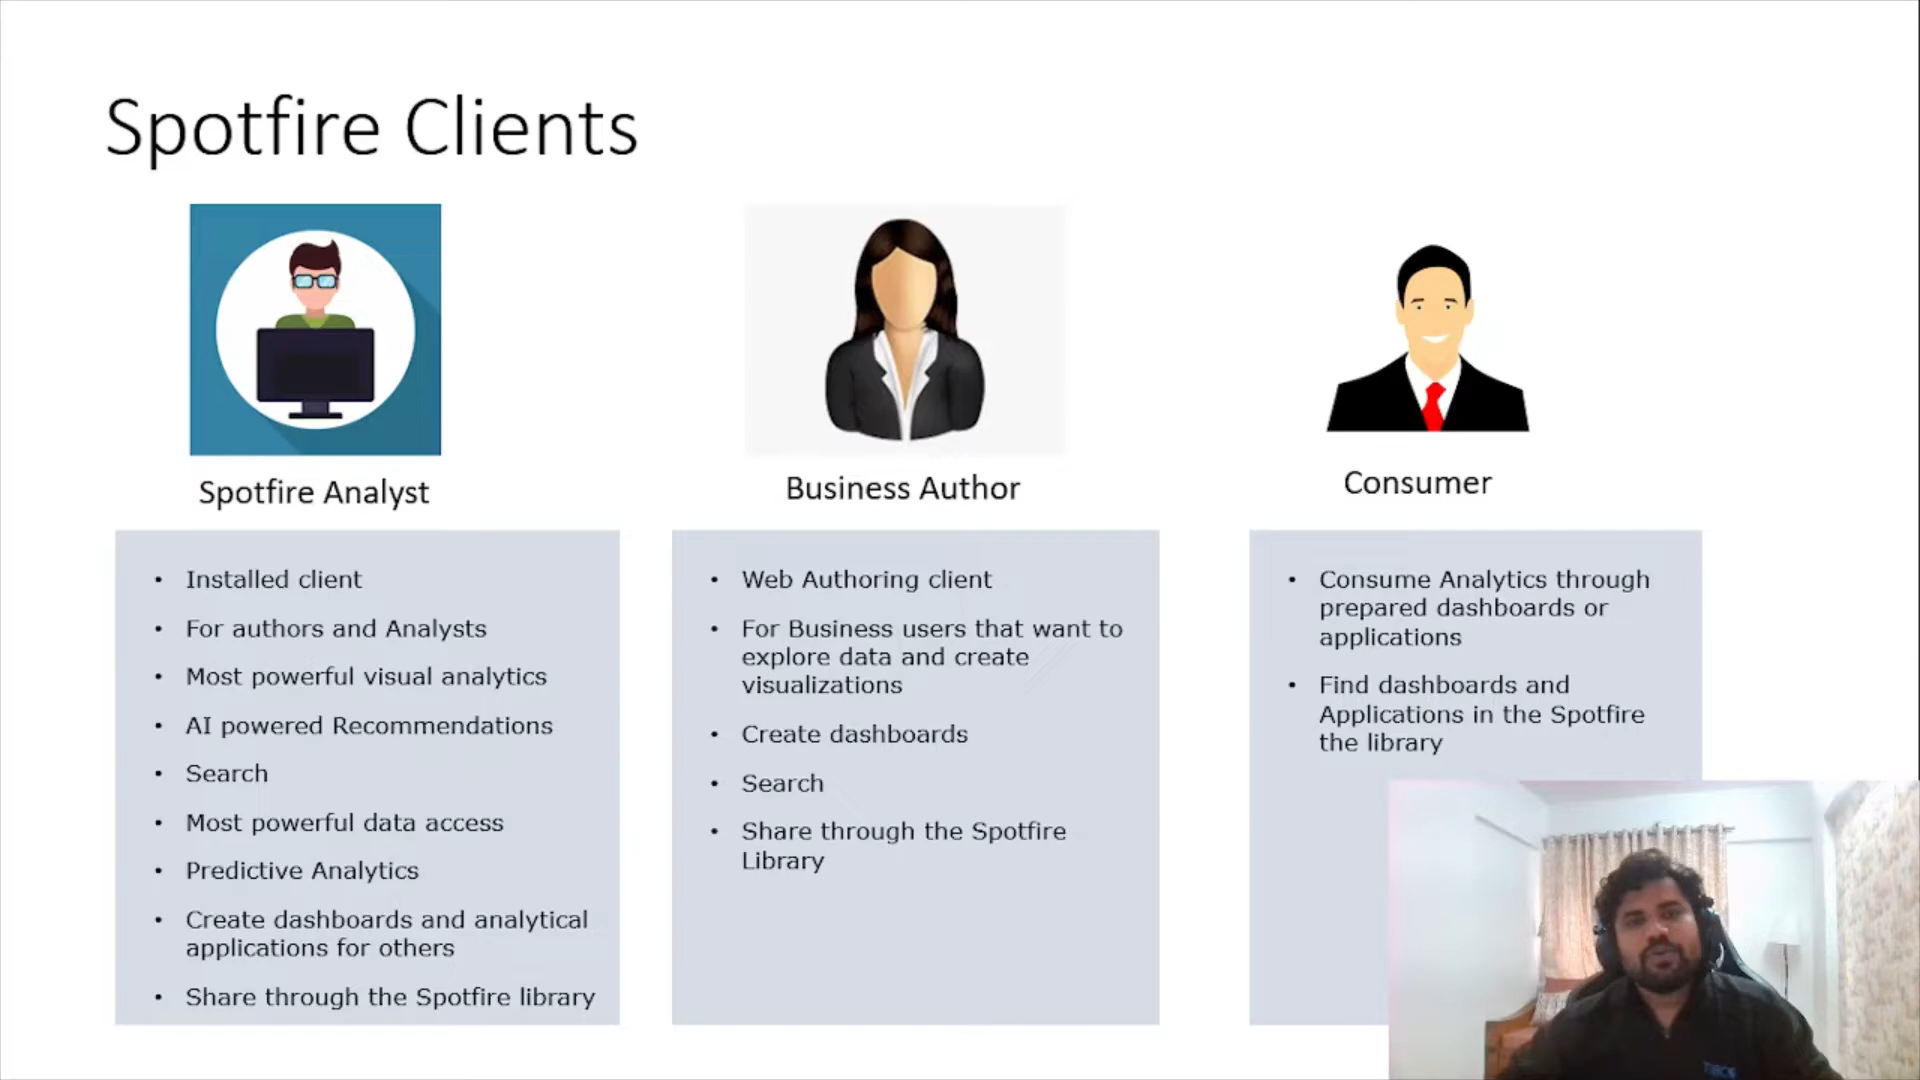 Spotfire Clients
Spotfire Analyst
• Installed client
• For authors and Analysts
• Most powerful visual analytics
• AI powered Recommendations
• Search
• Most powerful data access
• Predictive Analytics
• Create dashboards and analytical
applications for others
• Share through the Spotfire library
Business Author
• Web Authoring client
• For Business users that want to
explore data and create
visualizations
• Create dashboards
• Search
• Share through the Spotfire
Library
Consumer
• Consume Analytics through
prepared dashboards or
applications
• Find dashboards and
Applications in the Spotfire
the library